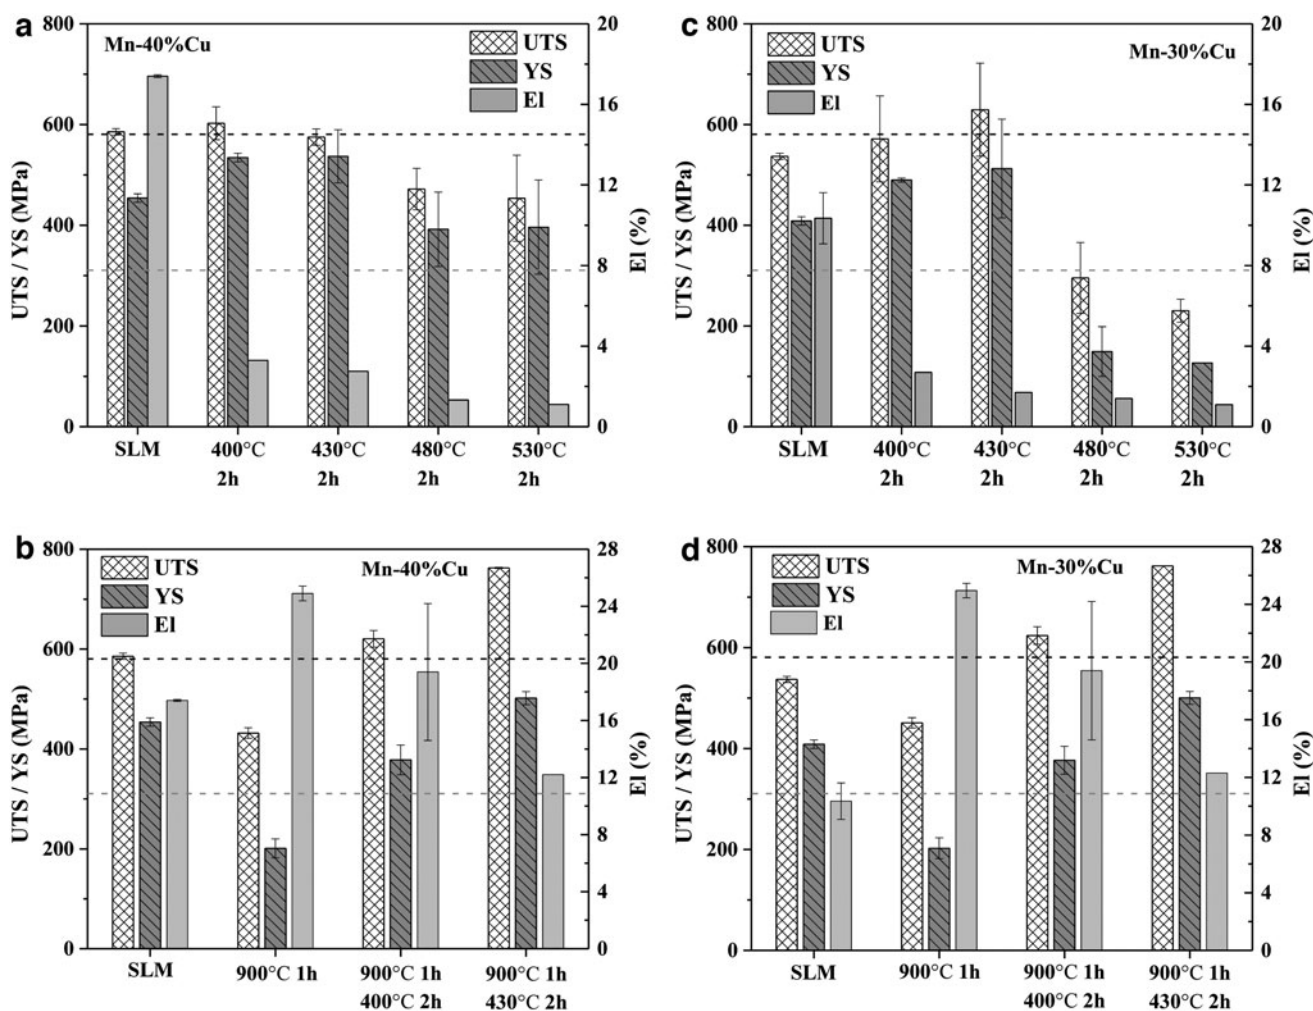 a
Mn-40%Cu
UTS
YS
El
800
600
400
200
0
UTS / YS (MPa)
20
16
12
8
4
0
El (%)
SLM 400°C 430°C 480°C 530°C
2h 2h 2h 2h
c
Mn-30%Cu
UTS
YS
El
800
600
400
200
0
UTS / YS (MPa)
20
16
12
8
4
0
El (%)
SLM 400°C 430°C 480°C 530°C
2h 2h 2h 2h
b
Mn-40%Cu
UTS
YS
El
800
600
400
200
0
UTS / YS (MPa)
28
24
20
16
12
8
4
0
El (%)
SLM 900°C 1h 900°C 1h 900°C 1h
400°C 2h 430°C 2h
d
Mn-30%Cu
UTS
YS
El
800
600
400
200
0
UTS / YS (MPa)
28
24
20
16
12
8
4
0
El (%)
SLM 900°C 1h 900°C 1h 900°C 1h
400°C 2h 430°C 2h